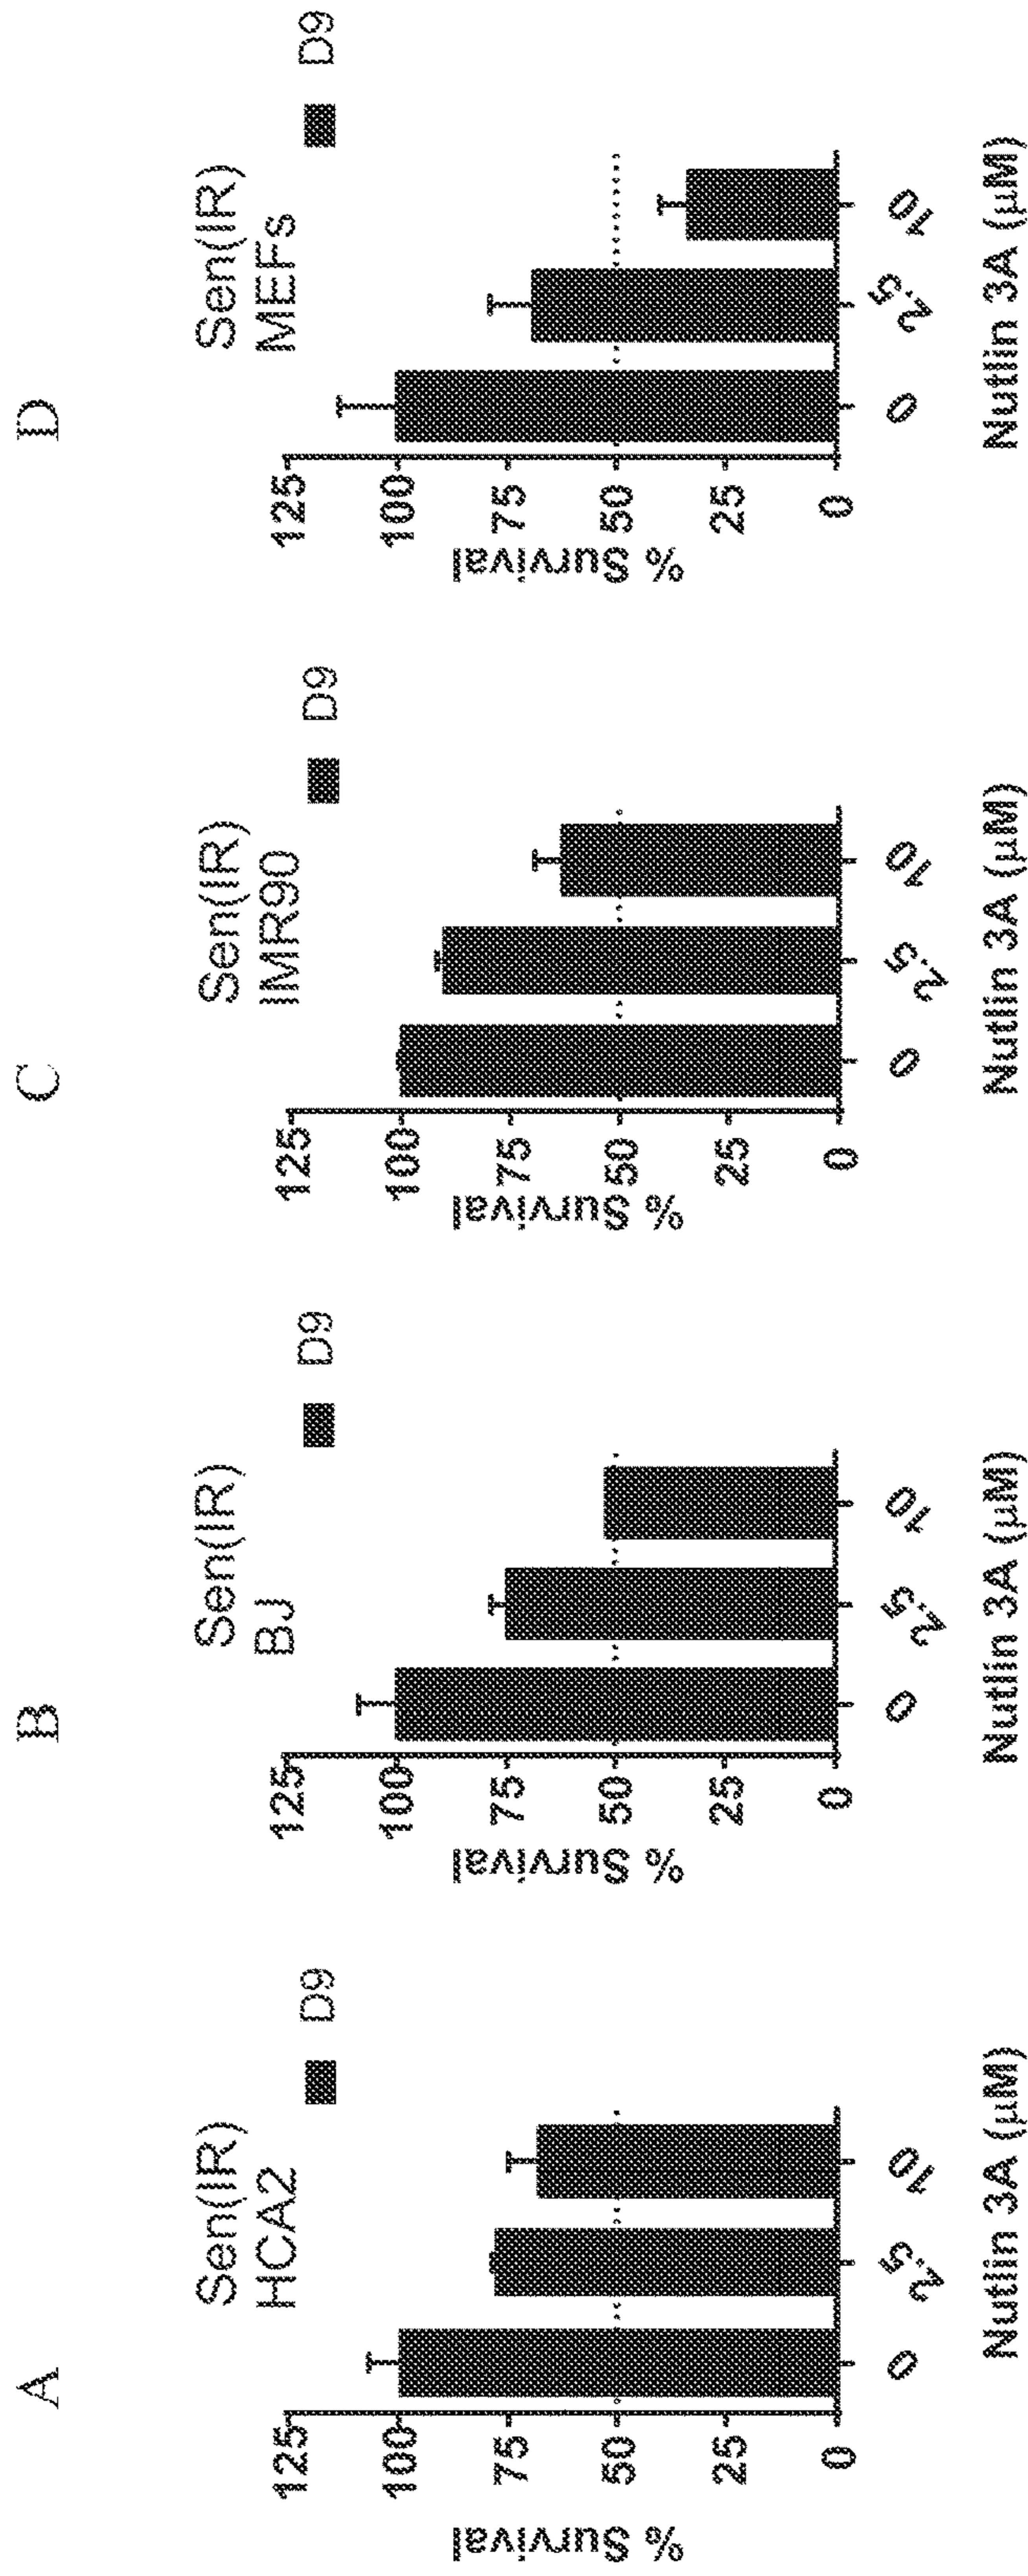 A
Sen(IR)
HCA2
D9
% Survival
125
100
75
50
25
0
0
2.5
10
Nutlin 3A (µM)
B
Sen(IR)
BJ
D9
% Survival
125
100
75
50
25
0
0
2.5
10
Nutlin 3A (µM)
C
Sen(IR)
IMR90
D9
% Survival
125
100
75
50
25
0
0
2.5
10
Nutlin 3A (µM)
D
Sen(IR)
MEFs
D9
% Survival
125
100
75
50
25
0
0
2.5
10
Nutlin 3A (µM)